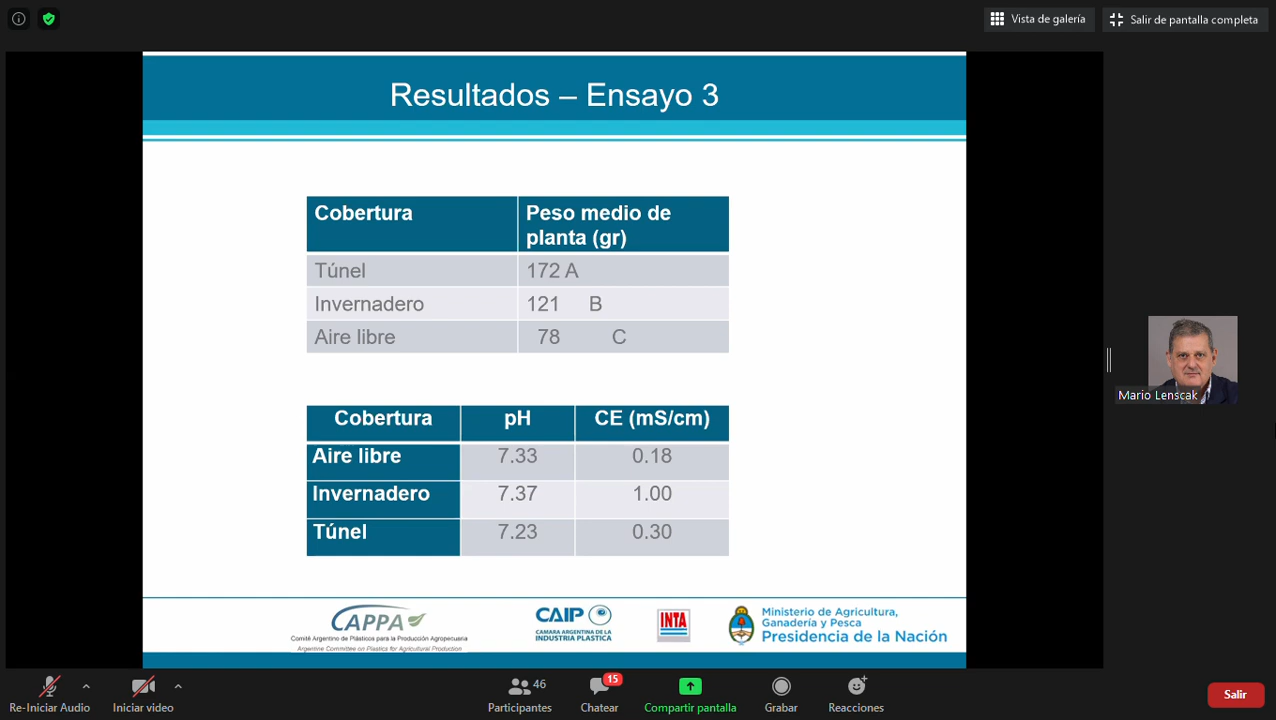 Vista de galería
Salir de pantalla completa
Resultados – Ensayo 3
Cobertura
Peso medio de
planta (gr)
Túnel
172 A
Invernadero
121 B
Aire libre
78 C
Cobertura
pH
CE (mS/cm)
Aire libre
7.33
0.18
Invernadero
7.37
1.00
Túnel
7.23
0.30
Mario Lenscak
CAPPA
Comité Argentino de Plásticos para la Producción Agropecuaria
Argentine Committee on Plastics for Agricultural Production
CAIP
CAMARA ARGENTINA DE LA
INDUSTRIA PLASTICA
INTA
Ministerio de Agricultura,
Ganadería y Pesca
Presidencia de la Nación
Re-Iniciar Audio
Iniciar video
46
Participantes
15
Chatear
Compartir pantalla
Grabar
Reacciones
Salir